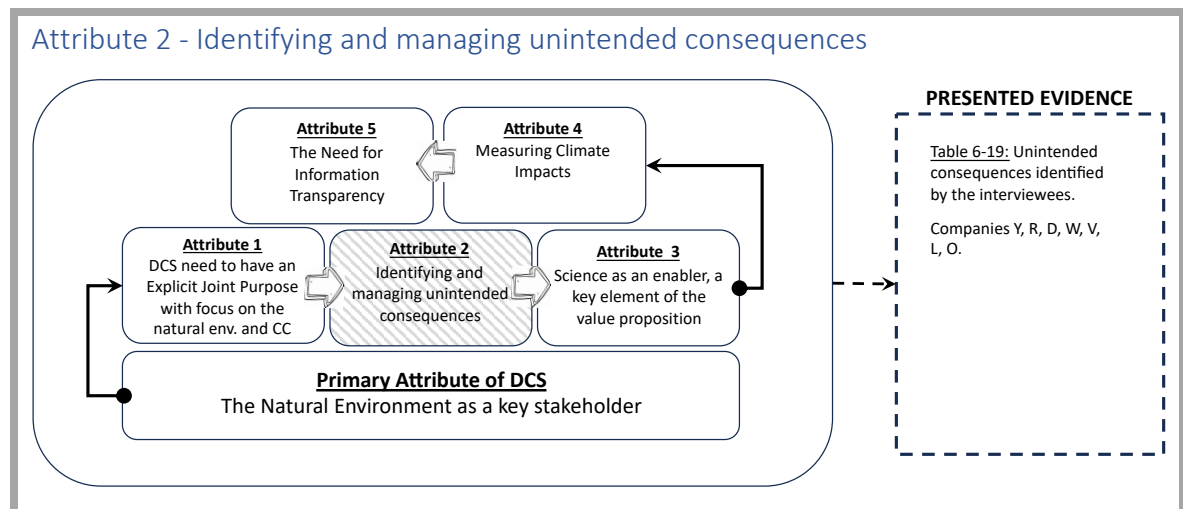 Attribute 2 - Identifying and managing unintended consequences
PRESENTED EVIDENCE
Attribute 5
The Need for
Information
Transparency
Attribute 4
Measuring Climate
Impacts
Attribute 1
DCS need to have an
Explicit Joint Purpose
with focus on the
natural env. and CC
Attribute 2
Identifying and
managing unintended
consequences
Attribute 3
Science as an enabler, a
key element of the
value proposition
Primary Attribute of DCS
The Natural Environment as a key stakeholder
Table 6-19: Unintended
consequences identified
by the interviewees.
Companies Y, R, D, W, V,
L, O.